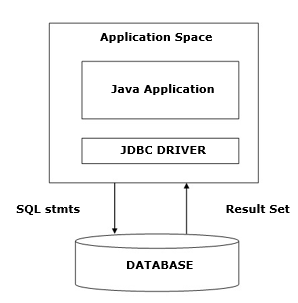 Application Space
Java Application
JDBC DRIVER
SQL stmts
Result Set
DATABASE